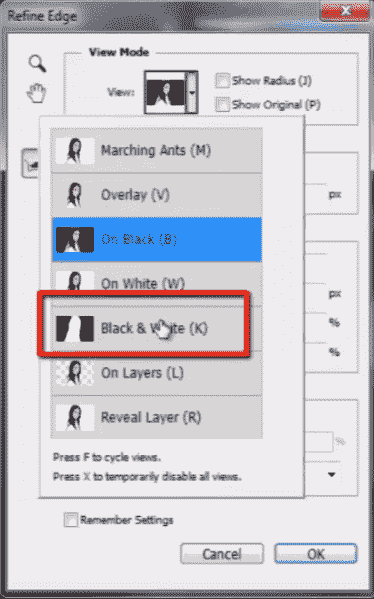 Refine Edge
View Mode
View:
Show Radius (J)
Show Original (P)
Marching Ants (M)
Overlay (V)
On Black (B)
On White (W)
Black & White (K)
On Layers (L)
Reveal Layer (R)
px
px
%
%
%
Press F to cycle views.
Press X to temporarily disable all views.
Remember Settings
Cancel
OK